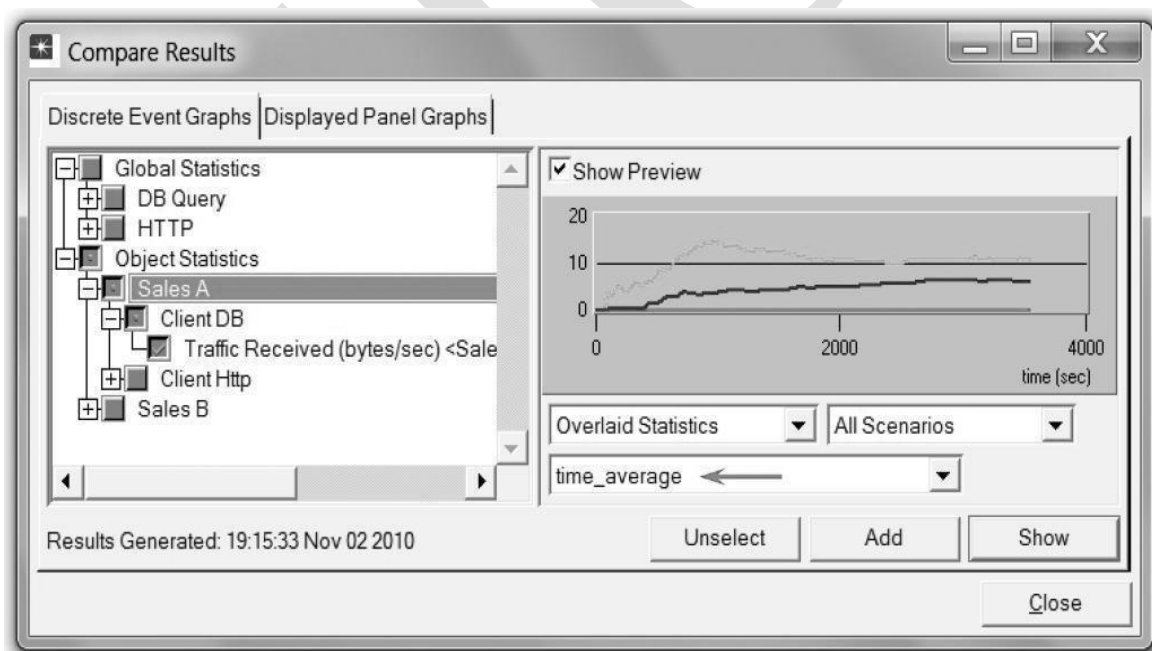 Compare Results
Discrete Event Graphs
Displayed Panel Graphs
Global Statistics
DB Query
HTTP
Object Statistics
Sales A
Client DB
Traffic Received (bytes/sec) <Sale
Client Http
Sales B
Show Preview
20
10
0
0 2000 4000
time (sec)
Overlaid Statistics
All Scenarios
time_average
Results Generated: 19:15:33 Nov 02 2010
Unselect
Add
Show
Close